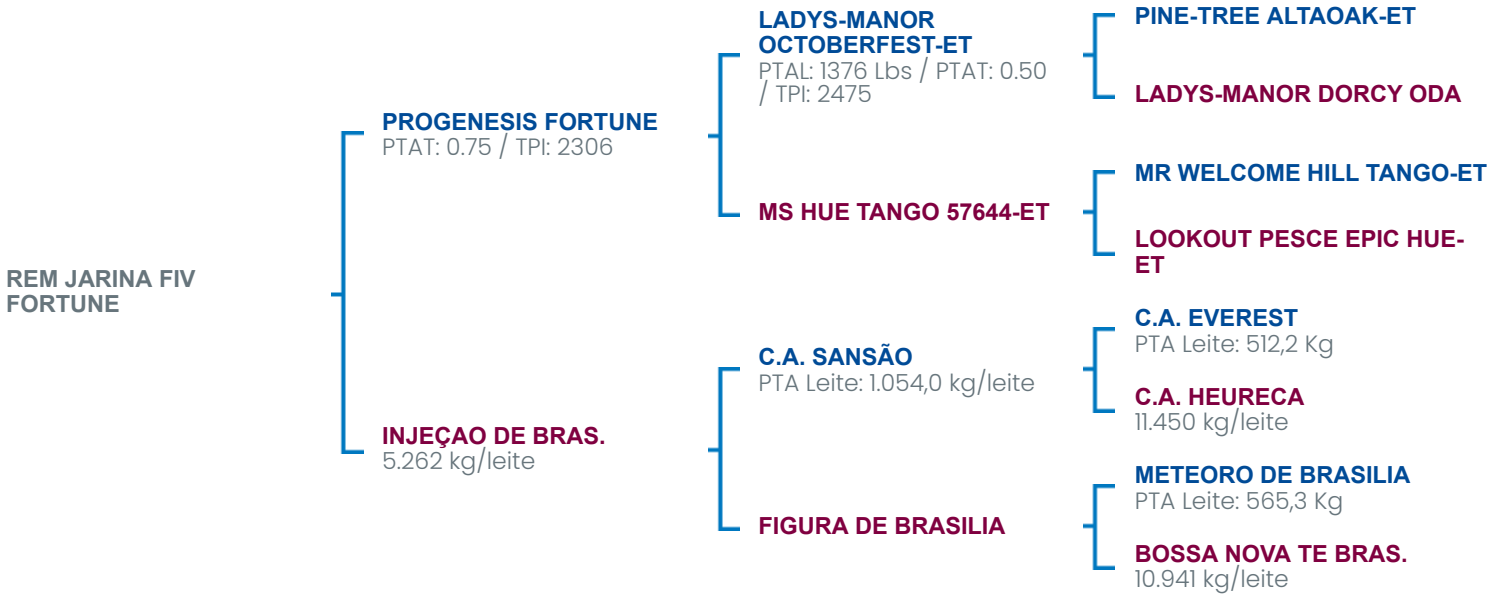 REM JARINA FIV
FORTUNE
PROGENESIS FORTUNE
PTAT: 0.75 / TPI: 2306
INJEÇAO DE BRAS.
5.262 kg/leite
LADYS-MANOR
OCTOBERFEST-ET
PTAL: 1376 Lbs / PTAT: 0.50
/ TPI: 2475
MS HUE TANGO 57644-ET
C.A. SANSÃO
PTA Leite: 1.054,0 kg/leite
FIGURA DE BRASILIA
PINE-TREE ALTAOAK-ET
LADYS-MANOR DORCY ODA
MR WELCOME HILL TANGO-ET
LOOKOUT PESCE EPIC HUE-
ET
C.A. EVEREST
PTA Leite: 512,2 Kg
C.A. HEURECA
11.450 kg/leite
METEORO DE BRASILIA
PTA Leite: 565,3 Kg
BOSSA NOVA TE BRAS.
10.941 kg/leite